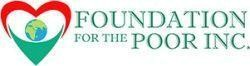 FOUNDATION
FOR THE POOR INC.